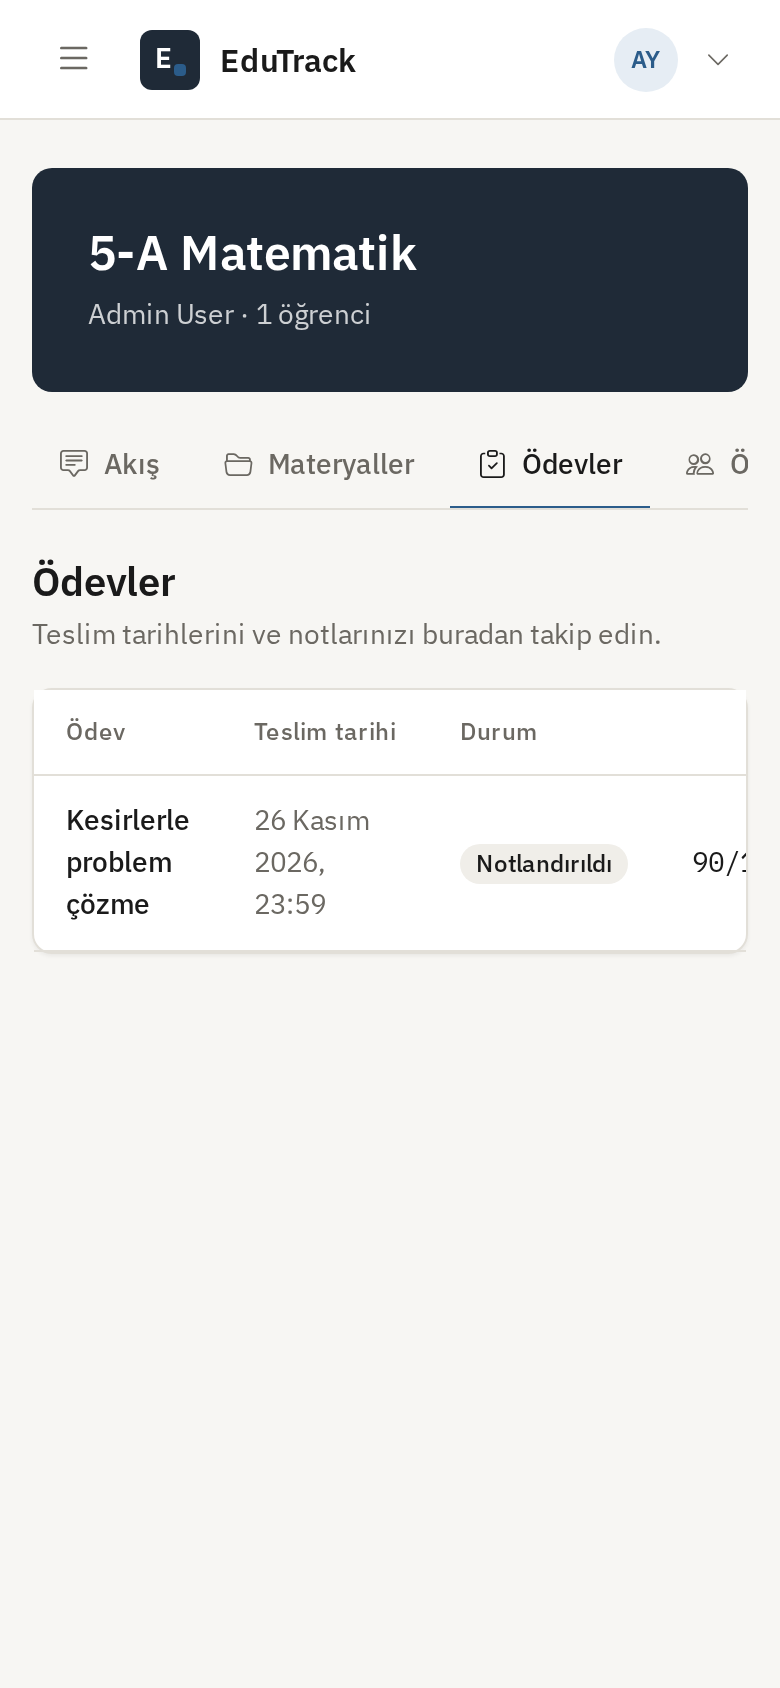 E
EduTrack
AY
5-A Matematik
Admin User · 1 öğrenci
Akış
Materyaller
Ödevler
Ödevler
Teslim tarihlerini ve notlarınızı buradan takip edin.
Ödev
Teslim tarihi
Durum
Kesirlerle
problem
çözme
26 Kasım
2026,
23:59
Notlandırıldı
90/